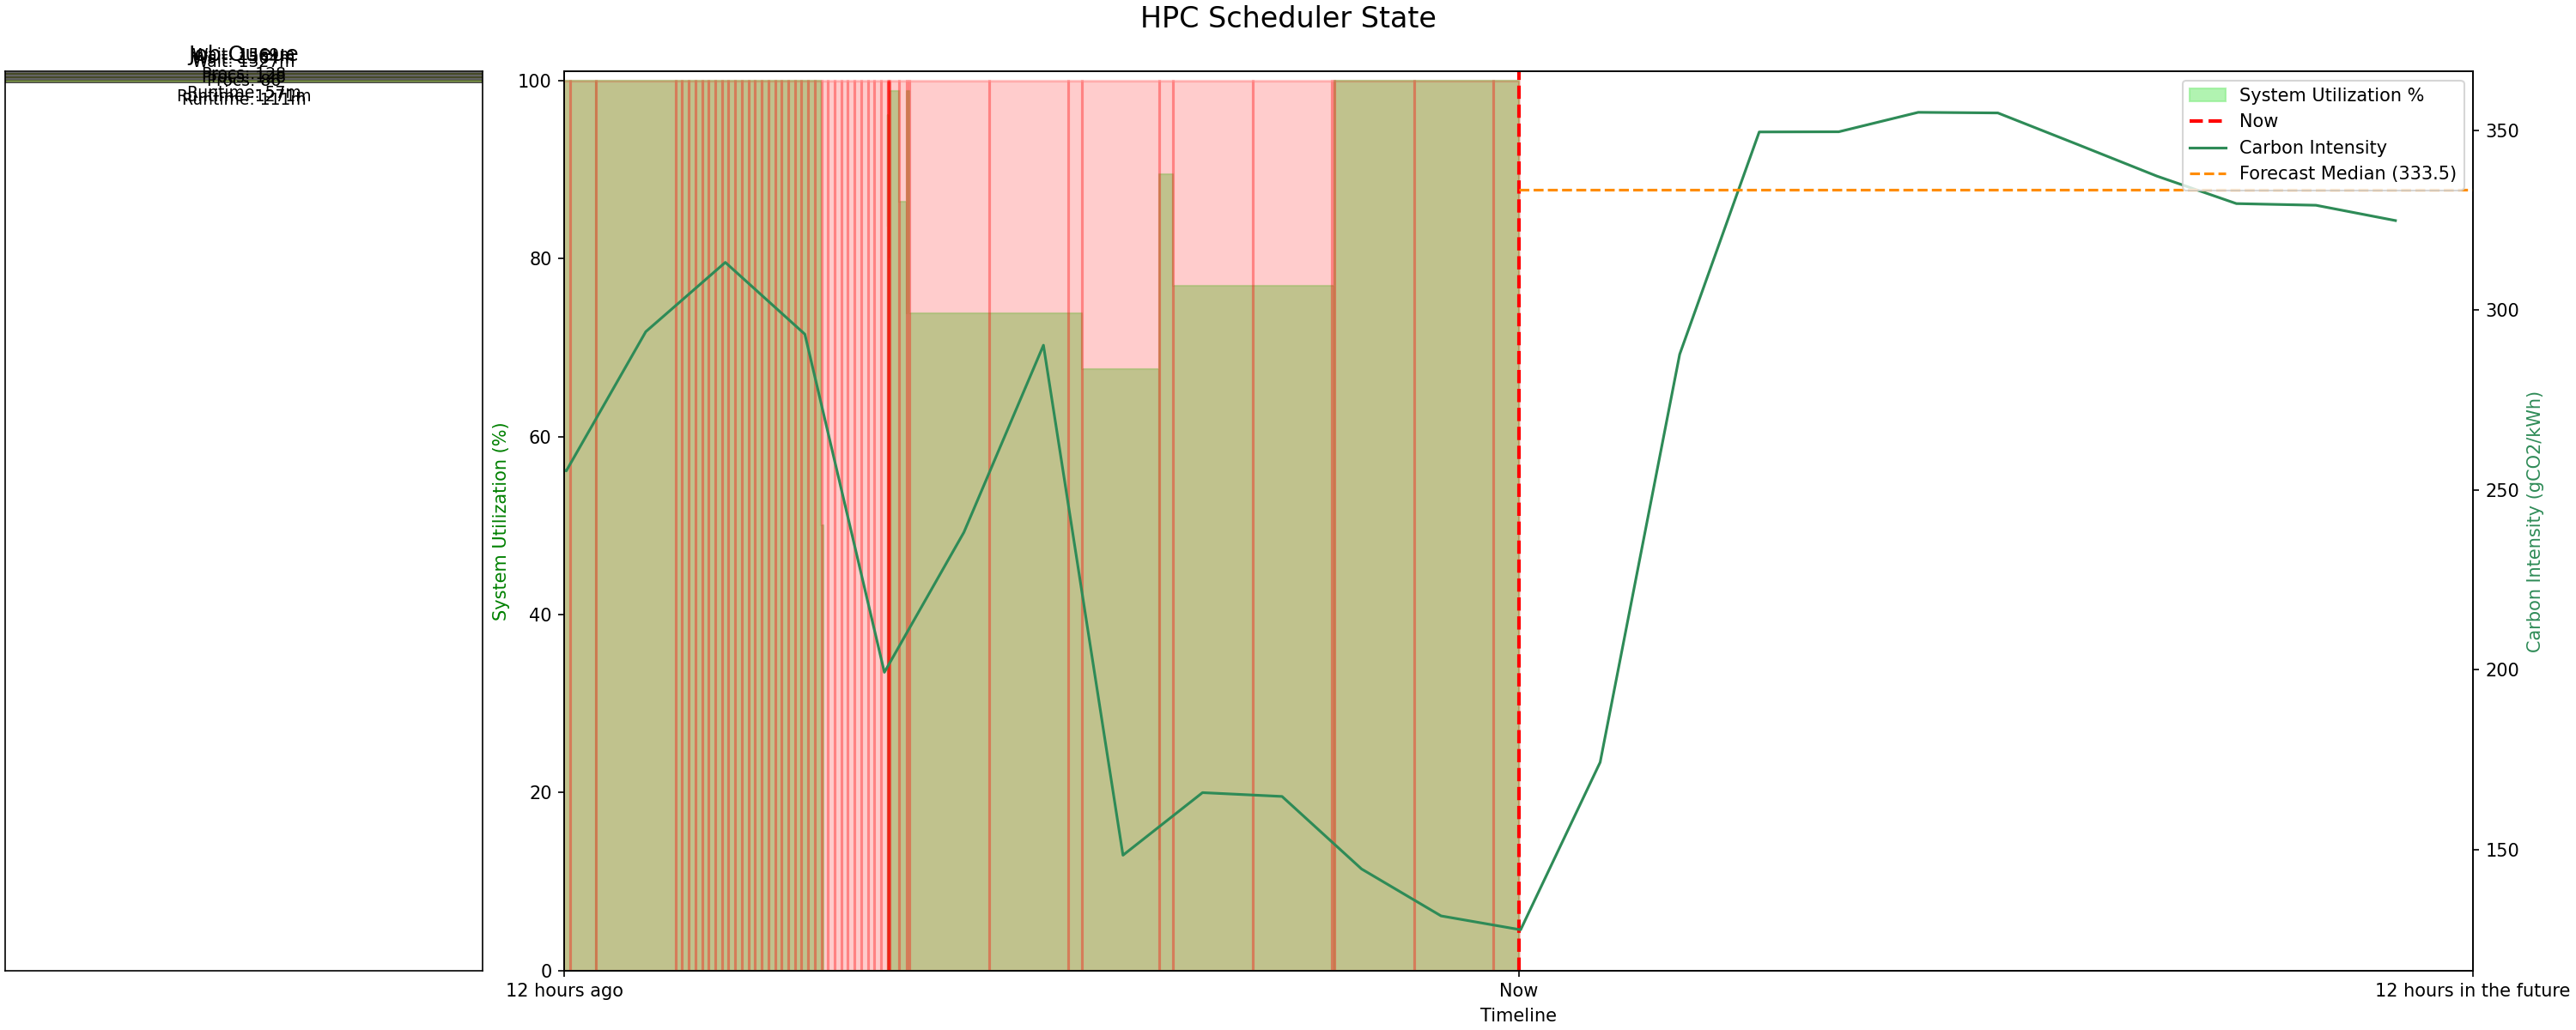 HPC Scheduler State
Job Queue
System Utilization (%)
100
80
60
40
20
0
System Utilization %
Now
Carbon Intensity
Forecast Median (333.5)
350
300
250
200
150
Carbon Intensity (gCO2/kWh)
12 hours ago
Now
12 hours in the future
Timeline